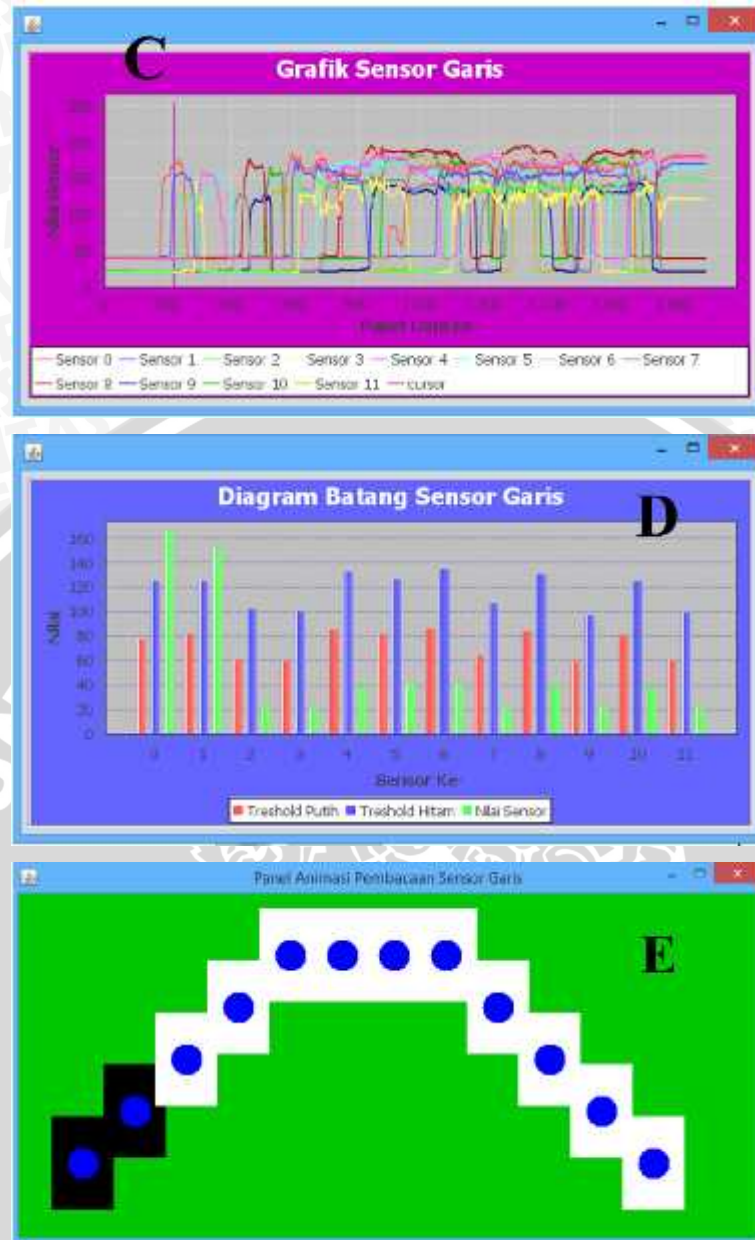 C
Grafik Sensor Garis
Sensor 0 Sensor 1 Sensor 2 Sensor 3 Sensor 4 Sensor 5 Sensor 6 Sensor 7
Sensor 8 Sensor 9 Sensor 10 Sensor 11 cursor
D
Diagram Batang Sensor Garis
160
140
120
100
80
60
40
20
0
Nilai
0 1 2 3 4 5 6 7 8 9 10 11
Sensor Ke
Treshold Putih Treshold Hitam Nilai Sensor
Panel Animasi Pembacaan Sensor Garis
E